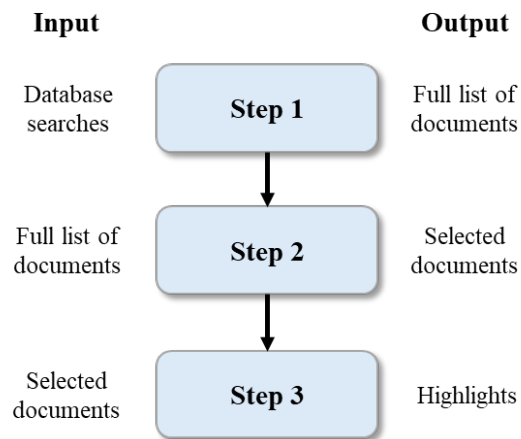 Input
Output
Database
searches
Step 1
Full list of
documents
Full list of
documents
Step 2
Selected
documents
Selected
documents
Step 3
Highlights